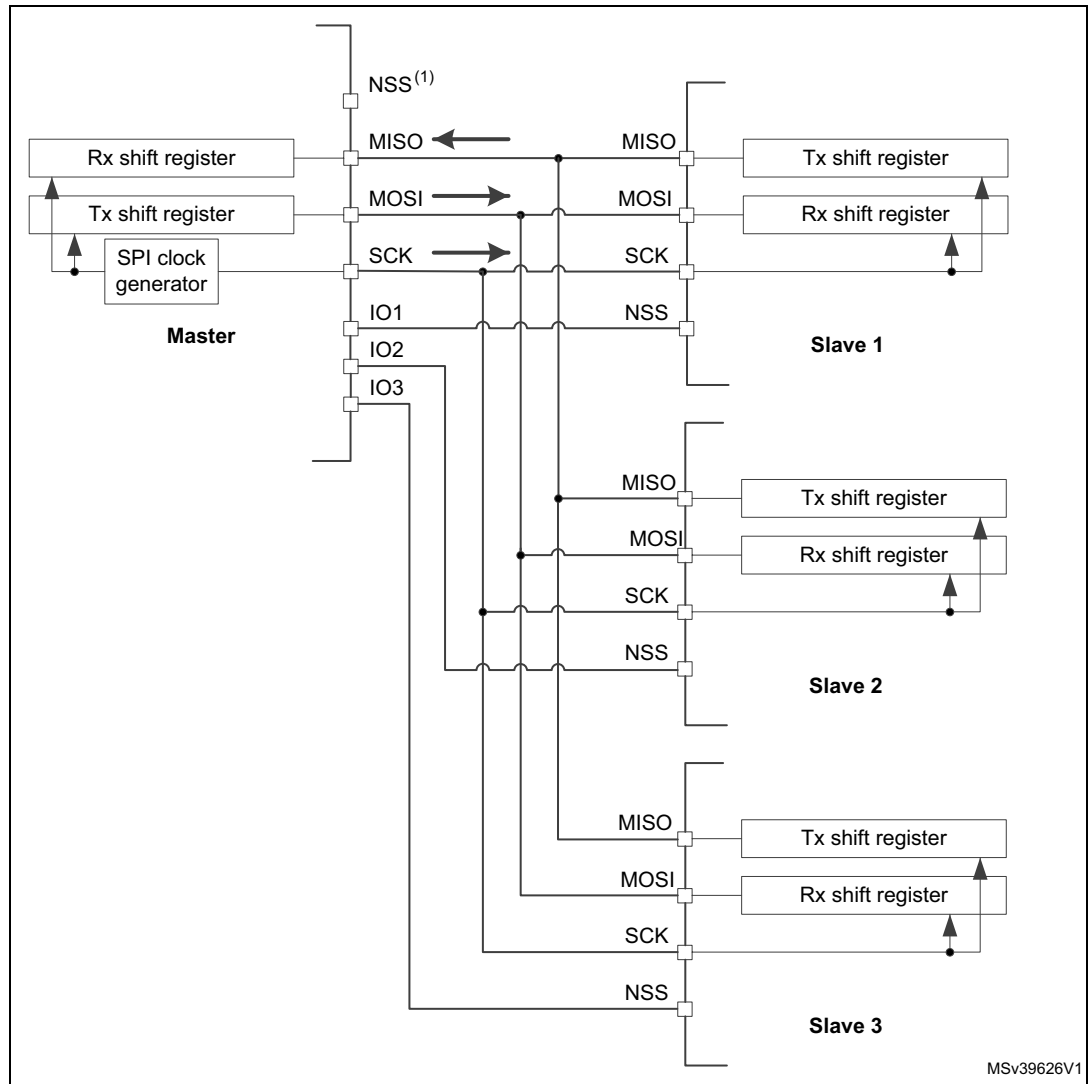 NSS(1)
MISO
MISO
Rx shift register
Tx shift register
MOSI
MOSI
Tx shift register
Rx shift register
SCK
SCK
SPI clock
generator
IO1
NSS
Master
Slave 1
IO2
IO3
MISO
Tx shift register
MOSI
Rx shift register
SCK
NSS
Slave 2
MISO
Tx shift register
MOSI
Rx shift register
SCK
NSS
Slave 3
MSv39626V1